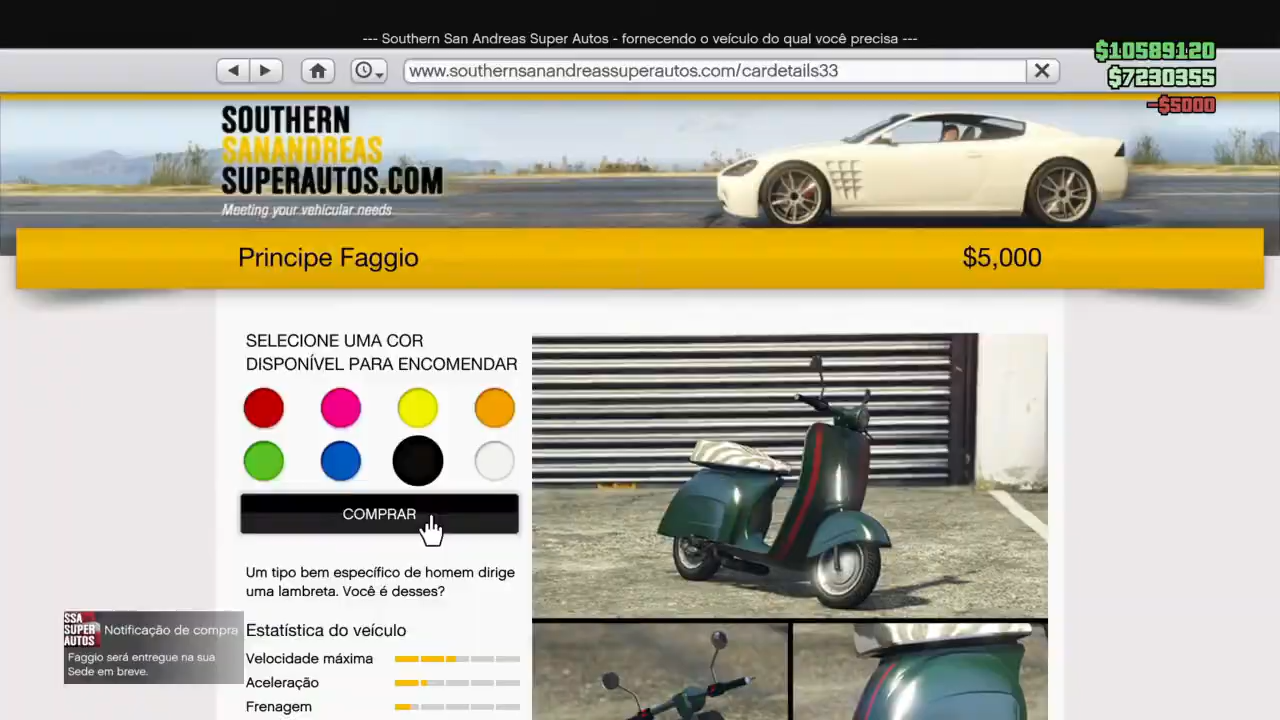 --- Southern San Andreas Super Autos - fornecendo o veículo do qual você precisa ---
$10589120
$7230355
-$5000
www.southernsanandreassuperautos.com/cardetails33
SOUTHERN
SANANDREAS
SUPERAUTOS.COM
Meeting your vehicular needs
Principe Faggio
$5,000
SELECIONE UMA COR
DISPONÍVEL PARA ENCOMENDAR
COMPRAR
Um tipo bem específico de homem dirige
uma lambreta. Você é desses?
SSA
SUPER
AUTOS
Notificação de compra
Faggio será entregue na sua
Sede em breve.
Estatística do veículo
Velocidade máxima
Aceleração
Frenagem